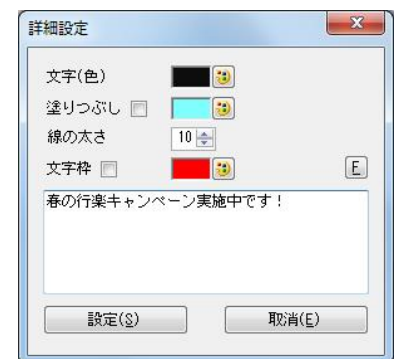 詳細設定
文字(色)
塗りつぶし
線の太さ 10
文字枠
E
春の行楽キャンペーン実施中です!
設定(S) 取消(E)